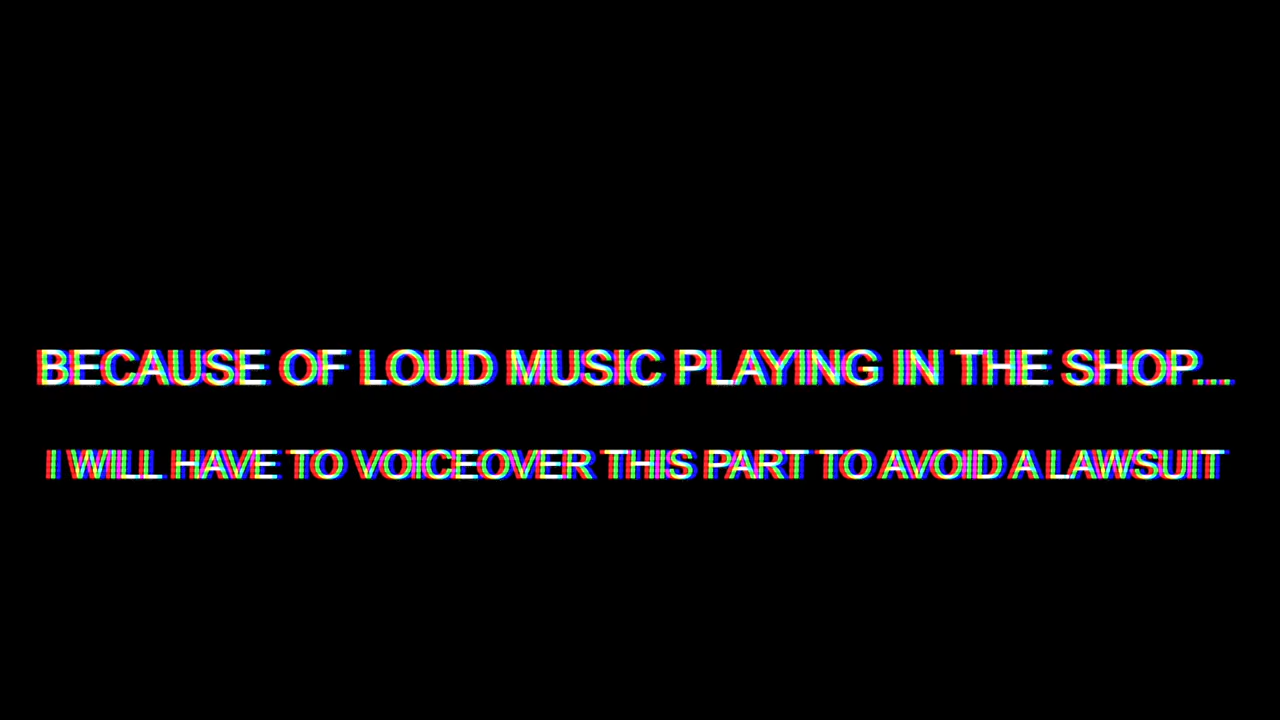 BECAUSE OF LOUD MUSIC PLAYING IN THE SHOP...
I WILL HAVE TO VOICEOVER THIS PART TO AVOID A LAWSUIT